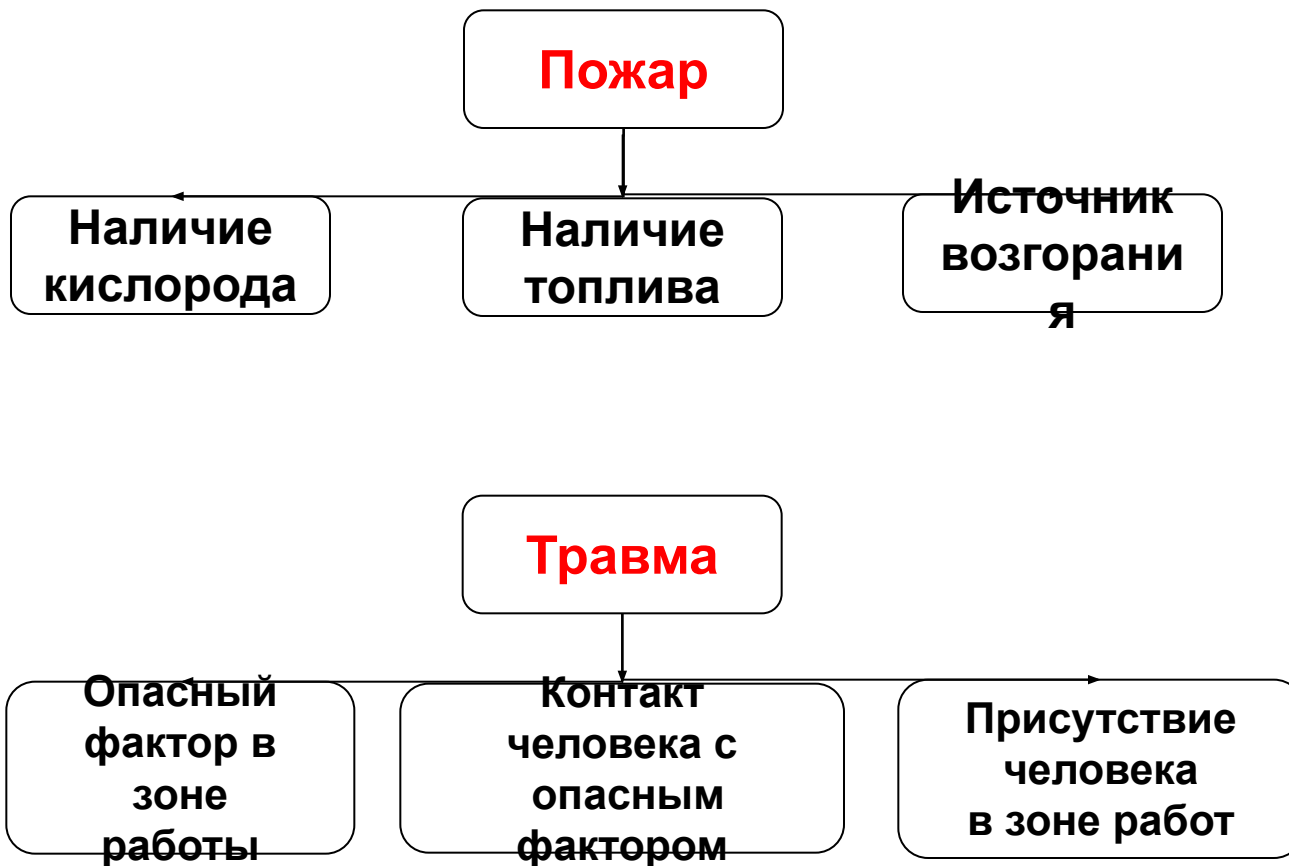 Пожар
Наличие
кислорода
Наличие
топлива
Источник
возгорани
я
Травма
Опасный
фактор в
зоне
работы
Контакт
человека с
опасным
фактором
Присутствие
человека
в зоне работ